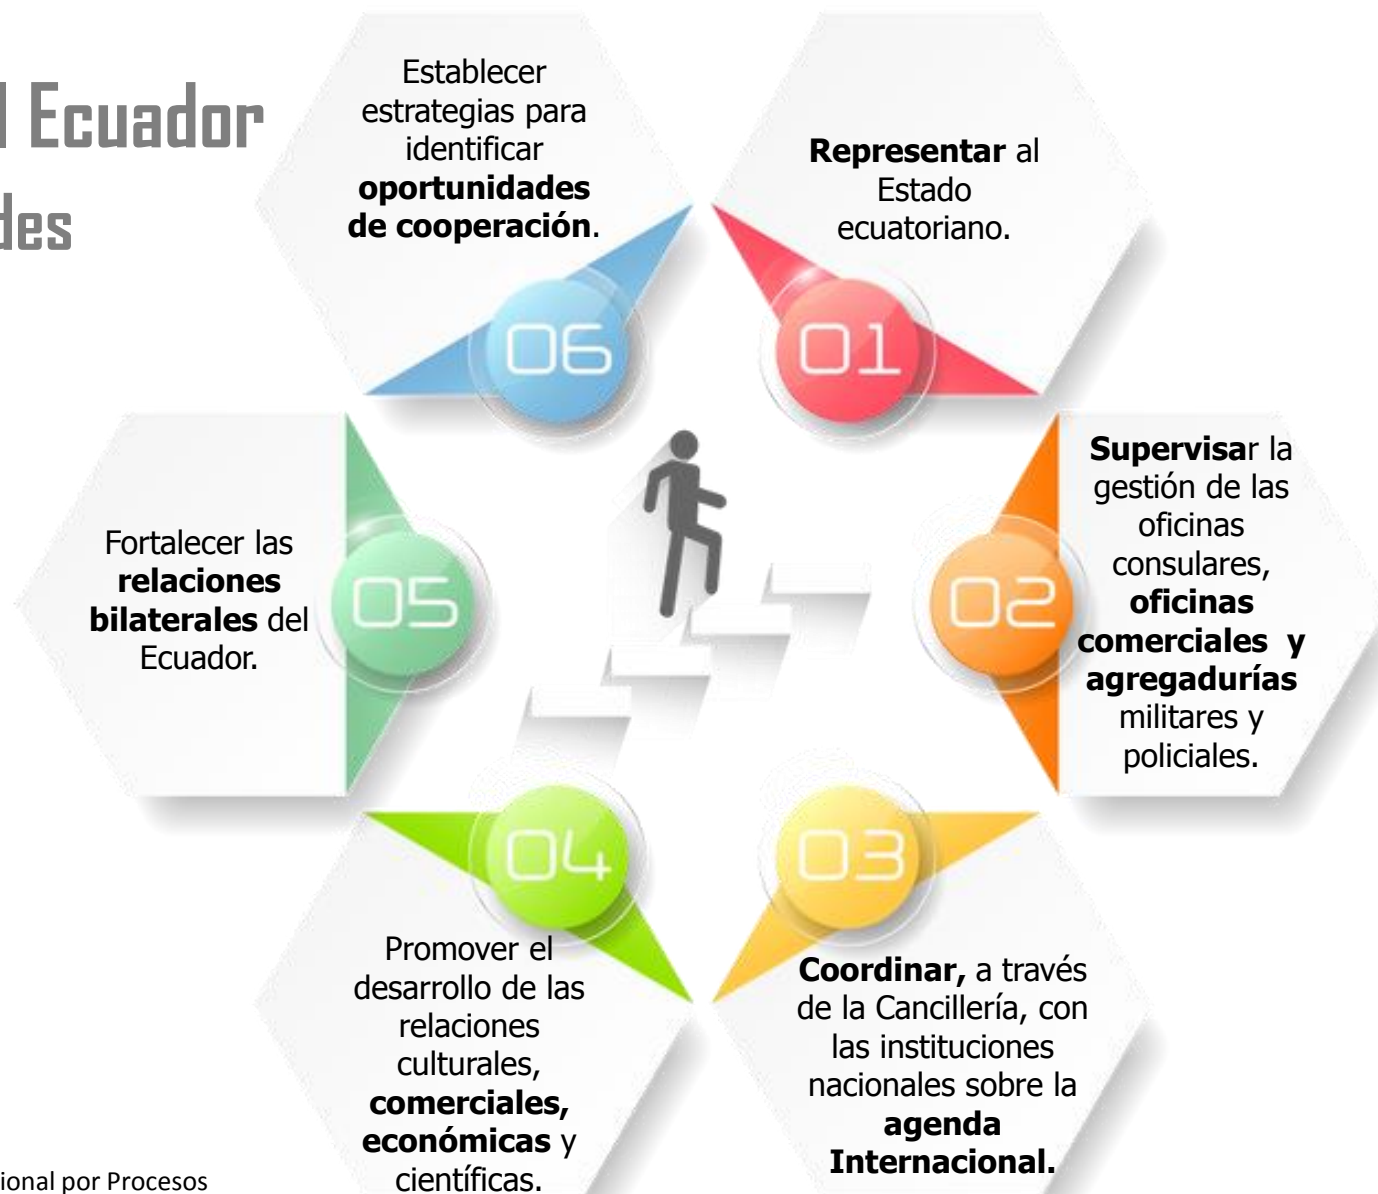 l Ecuador
des
Establecer
estrategias para
identificar
oportunidades
de cooperación.
06
Representar al
Estado
ecuatoriano.
01
Supervisar la
gestión de las
oficinas
consulares,
oficinas
comerciales y
agregadurías
militares y
policiales.
02
Coordinar, a través
de la Cancillería, con
las instituciones
nacionales sobre la
agenda
Internacional.
03
Promover el
desarrollo de las
relaciones
culturales,
comerciales,
económicas y
científicas.
04
Fortalecer las
relaciones
bilaterales del
Ecuador.
05
ional por Procesos